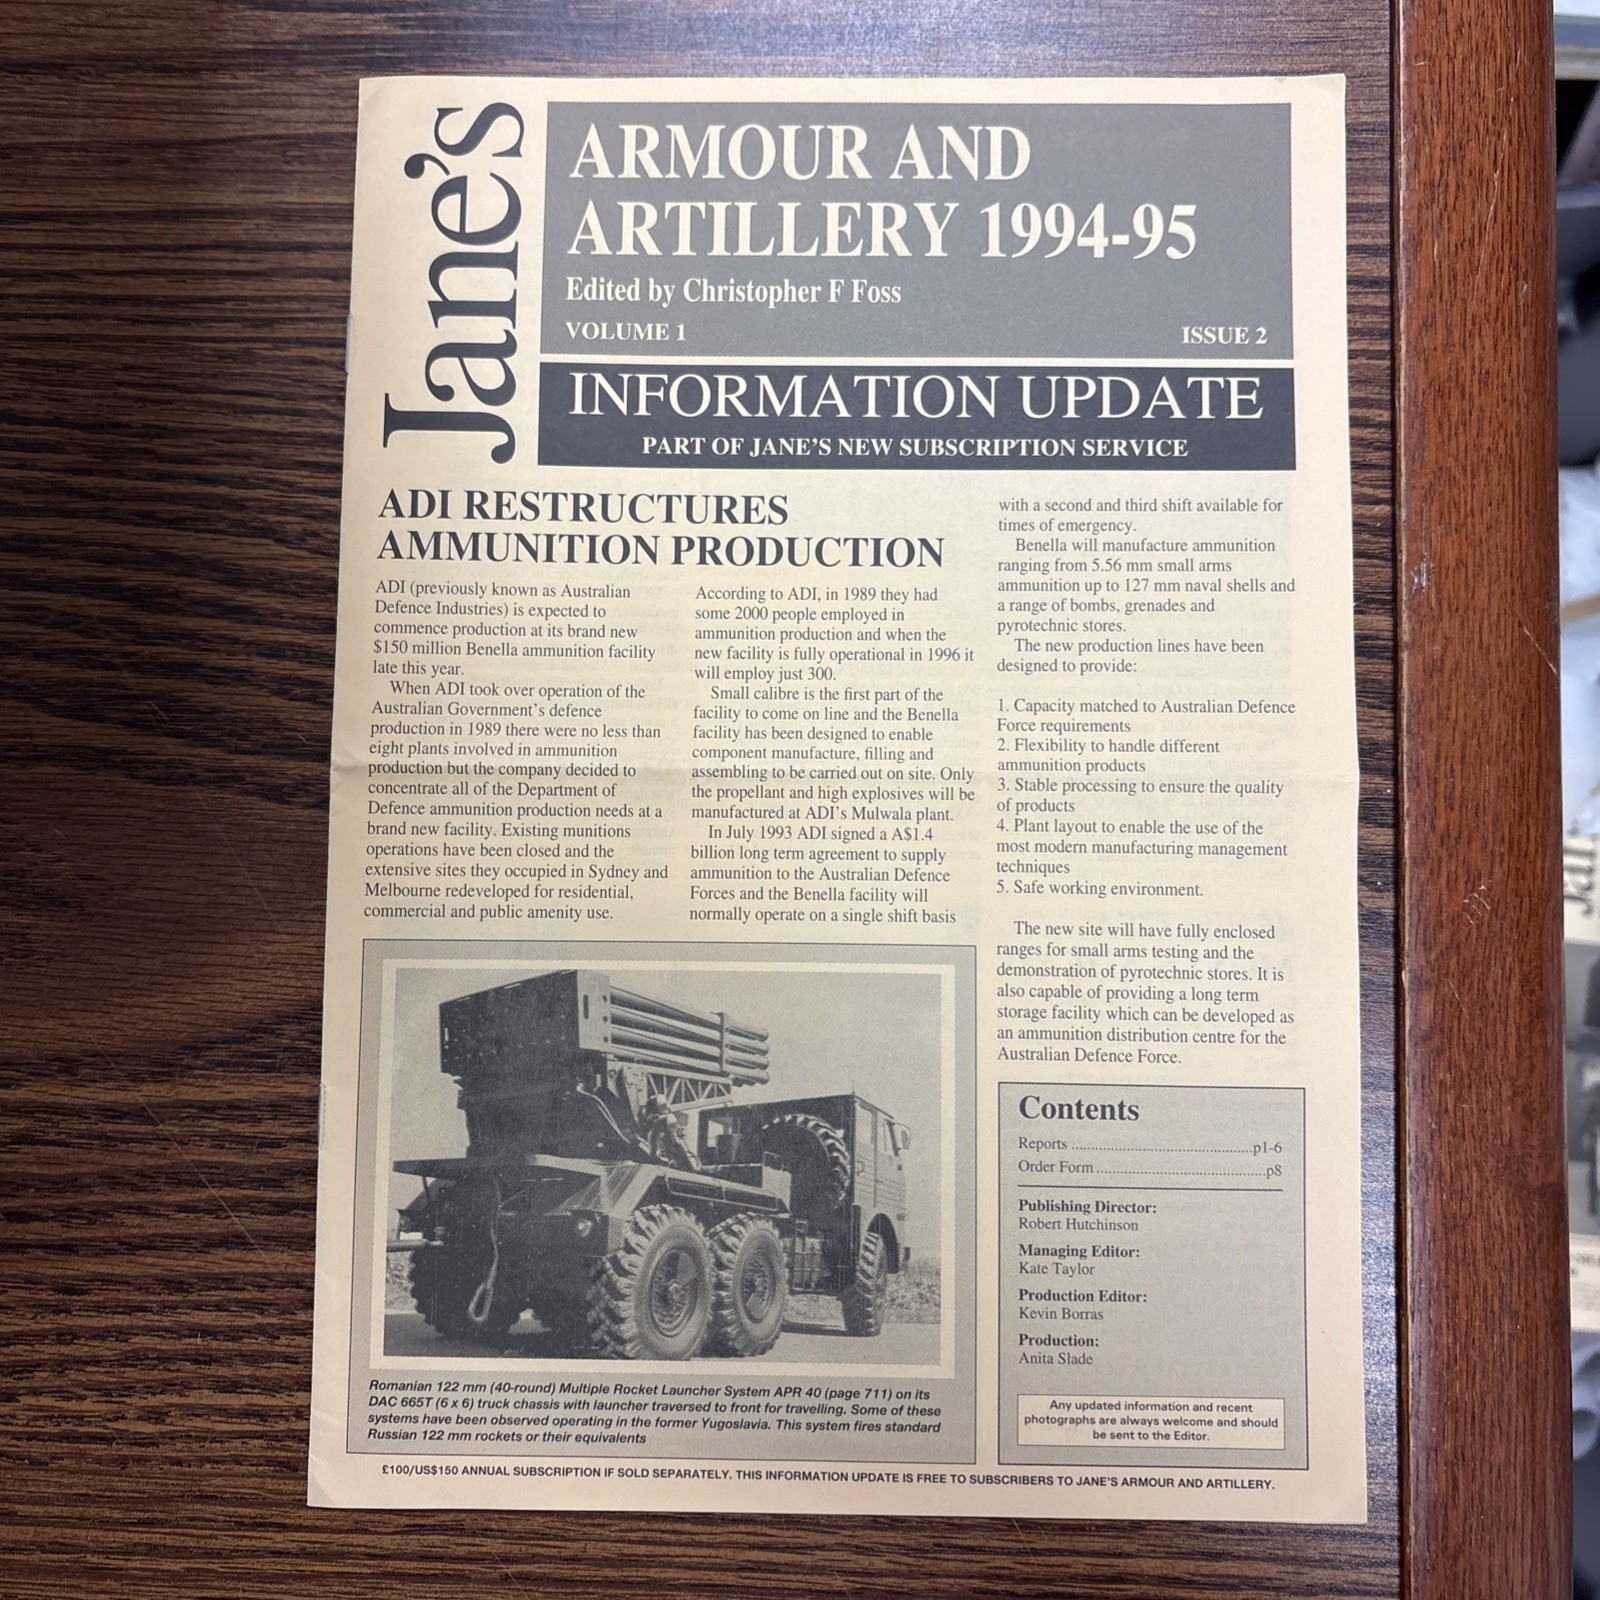 Jane's
ARMOUR AND
ARTILLERY 1994-95
Edited by Christopher F Foss
VOLUME 1 ISSUE 2
INFORMATION UPDATE
PART OF JANE'S NEW SUBSCRIPTION SERVICE
ADI RESTRUCTURES
AMMUNITION PRODUCTION
ADI (previously known as Australian
Defence Industries) is expected to
commence production at its brand new
$150 million Benella ammunition facility
late this year.
When ADI took over operation of the
Australian Government's defence
production in 1989 there were no less than
eight plants involved in ammunition
production but the company decided to
concentrate all of the Department of
Defence ammunition production needs at a
brand new facility. Existing munitions
operations have been closed and the
extensive sites they occupied in Sydney and
Melbourne redeveloped for residential,
commercial and public amenity use.
According to ADI, in 1989 they had
some 2000 people employed in
ammunition production and when the
new facility is fully operational in 1996 it
will employ just 300.
Small calibre is the first part of the
facility to come on line and the Benella
facility has been designed to enable
component manufacture, filling and
assembling to be carried out on site. Only
the propellant and high explosives will be
manufactured at ADI's Mulwala plant.
In July 1993 ADI signed a A$1.4
billion long term agreement to supply
ammunition to the Australian Defence
Forces and the Benella facility will
normally operate on a single shift basis
with a second and third shift available for
times of emergency.
Benella will manufacture ammunition
ranging from 5.56 mm small arms
ammunition up to 127 mm naval shells and
a range of bombs, grenades and
pyrotechnic stores.
The new production lines have been
designed to provide:
1. Capacity matched to Australian Defence
Force requirements
2. Flexibility to handle different
ammunition products
3. Stable processing to ensure the quality
of products
4. Plant layout to enable the use of the
most modern manufacturing management
techniques
5. Safe working environment.
The new site will have fully enclosed
ranges for small arms testing and the
demonstration of pyrotechnic stores. It is
also capable of providing a long term
storage facility which can be developed as
an ammunition distribution centre for the
Australian Defence Force.
Romanian 122 mm (40-round) Multiple Rocket Launcher System APR 40 (page 711) on its
DAC 665T (6 x 6) truck chassis with launcher traversed to front for travelling. Some of these
systems have been observed operating in the former Yugoslavia. This system fires standard
Russian 122 mm rockets or their equivalents
Contents
Reports ..............................................p1-6
Order Form ...........................................p8
Publishing Director:
Robert Hutchinson
Managing Editor:
Kate Taylor
Production Editor:
Kevin Borras
Production:
Anita Slade
Any updated information and recent
photographs are always welcome and should
be sent to the Editor.
£100/US$150 ANNUAL SUBSCRIPTION IF SOLD SEPARATELY. THIS INFORMATION UPDATE IS FREE TO SUBSCRIBERS TO JANE'S ARMOUR AND ARTILLERY.